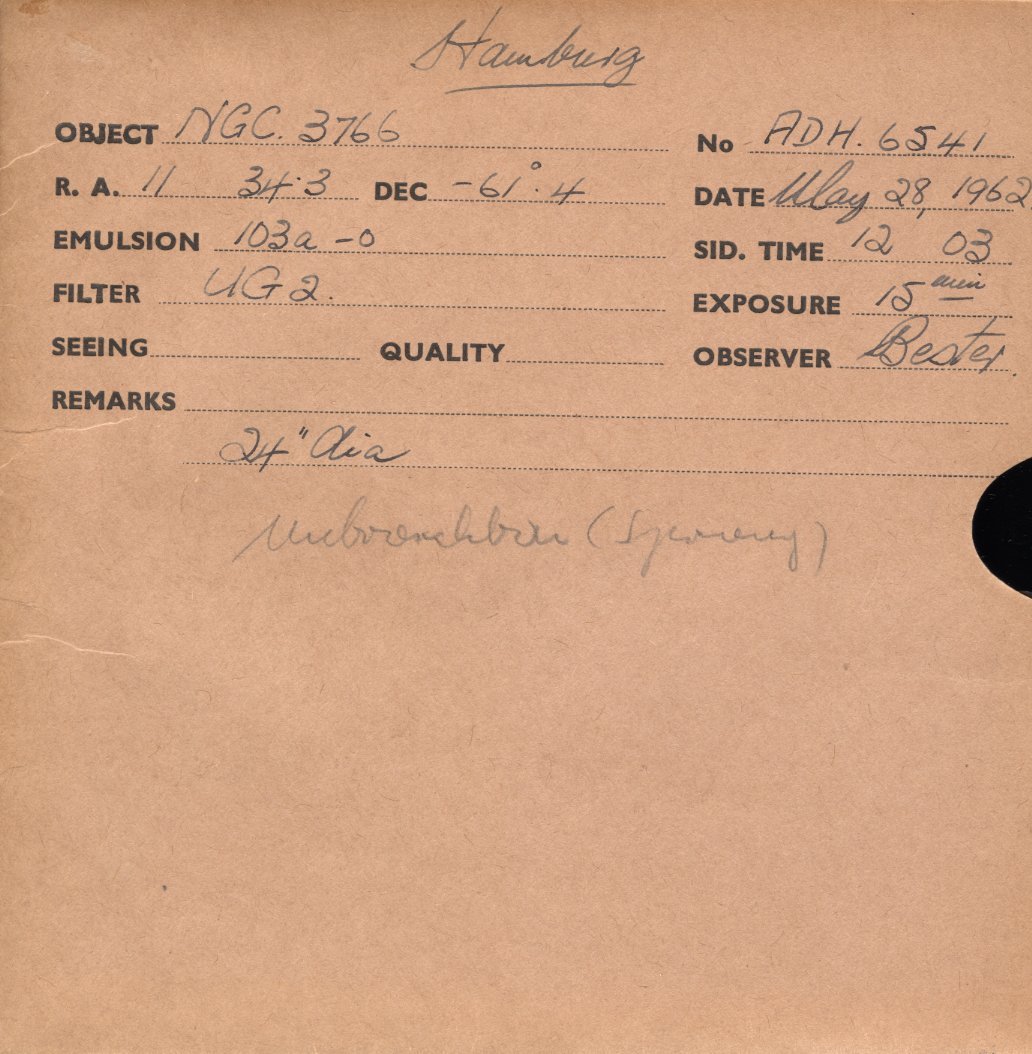 Hamburg
OBJECT NGC. 3766 No ADH. 6541
R. A. 11 34.3 DEC -61°.4 DATE May 28, 1962
EMULSION 103a-o SID. TIME 12 03
FILTER UG2. EXPOSURE 15 min
SEEING QUALITY OBSERVER Bester.
REMARKS
24" dia
Unbrauchbar